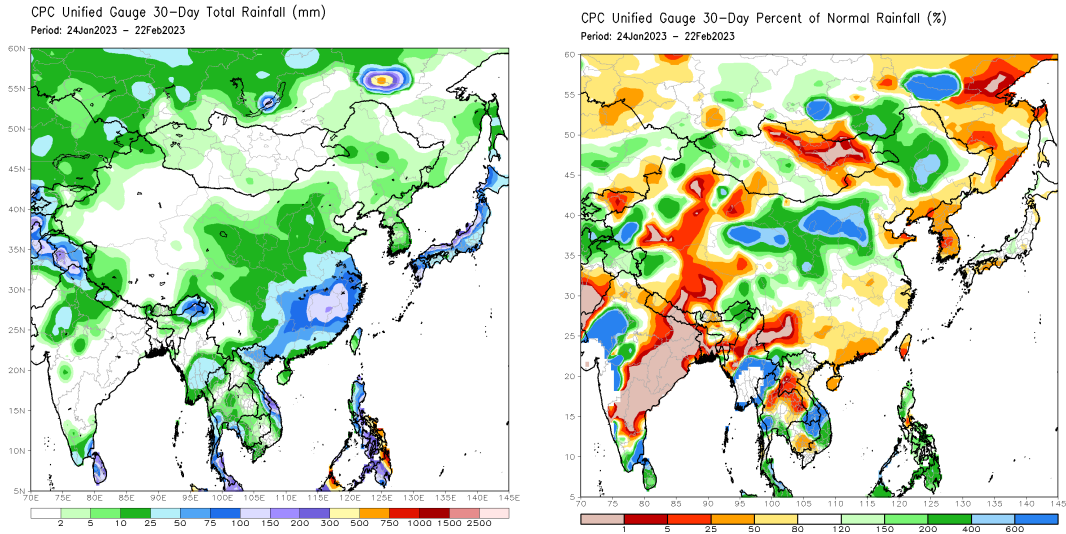 CPC Unified Gauge 30-Day Total Rainfall (mm)
Period: 24Jan2023 - 22Feb2023
60N
55N
50N
45N
40N
35N
30N
25N
20N
15N
10N
5N
70E 75E 80E 85E 90E 95E 100E 105E 110E 115E 120E 125E 130E 135E 140E 145E
2 5 10 25 50 75 100 150 200 300 500 750 1000 1500 2500
CPC Unified Gauge 30-Day Percent of Normal Rainfall (%)
Period: 24Jan2023 - 22Feb2023
60
55
50
45
40
35
30
25
20
15
10
5
70 75 80 85 90 95 100 105 110 115 120 125 130 135 140 145
1 5 25 50 80 120 150 200 400 600